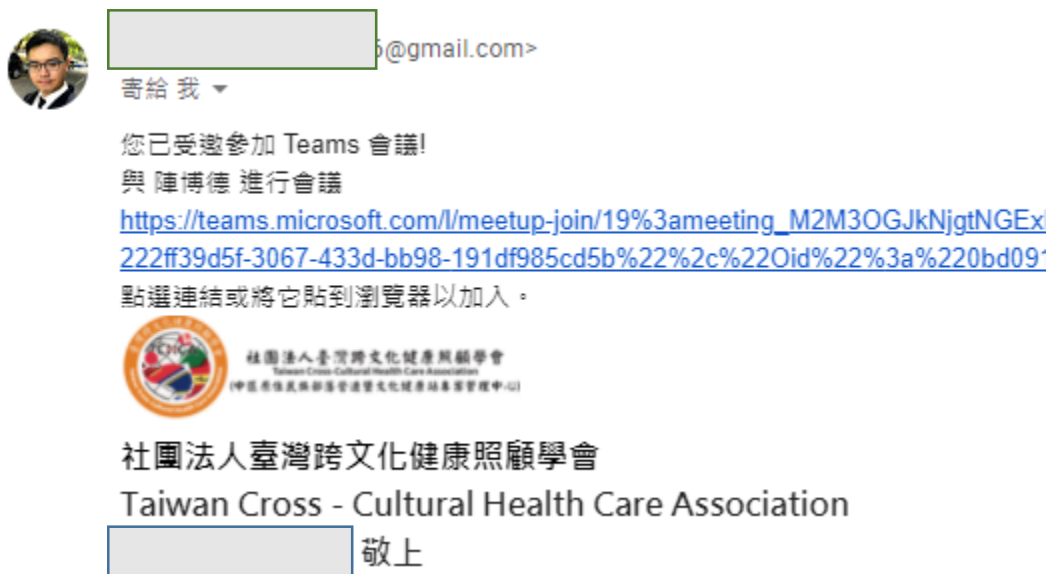 6@gmail.com>
寄給 我
您已受邀參加 Teams 會議!
與 陣博德 進行會議
https://teams.microsoft.com/l/meetup-join/19%3ameeting_M2M3OGJkNjgtNGEx
222ff39d5f-3067-433d-bb98-191df985cd5b%22%2c%22Oid%22%3a%220bd091
點選連結或將它貼到瀏覽器以加入。
社團法人臺灣跨文化健康照顧學會
Taiwan Cross-Cultural Health Care Association
社團法人臺灣跨文化健康照顧學會
Taiwan Cross - Cultural Health Care Association
敬上